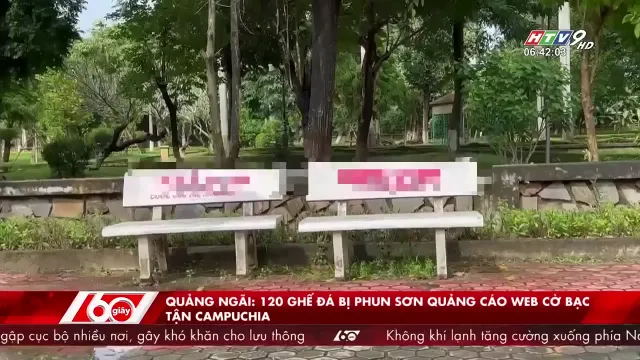 HTV9 HD
06:42:03
60 giây
QUẢNG NGÃI: 120 GHẾ ĐÁ BỊ PHUN SƠN QUẢNG CÁO WEB CỜ BẠC
TẬN CAMPUCHIA
gập cục bộ nhiều nơi, gây khó khăn cho lưu thông 60 Không khí lạnh tăng cường xuống phía N